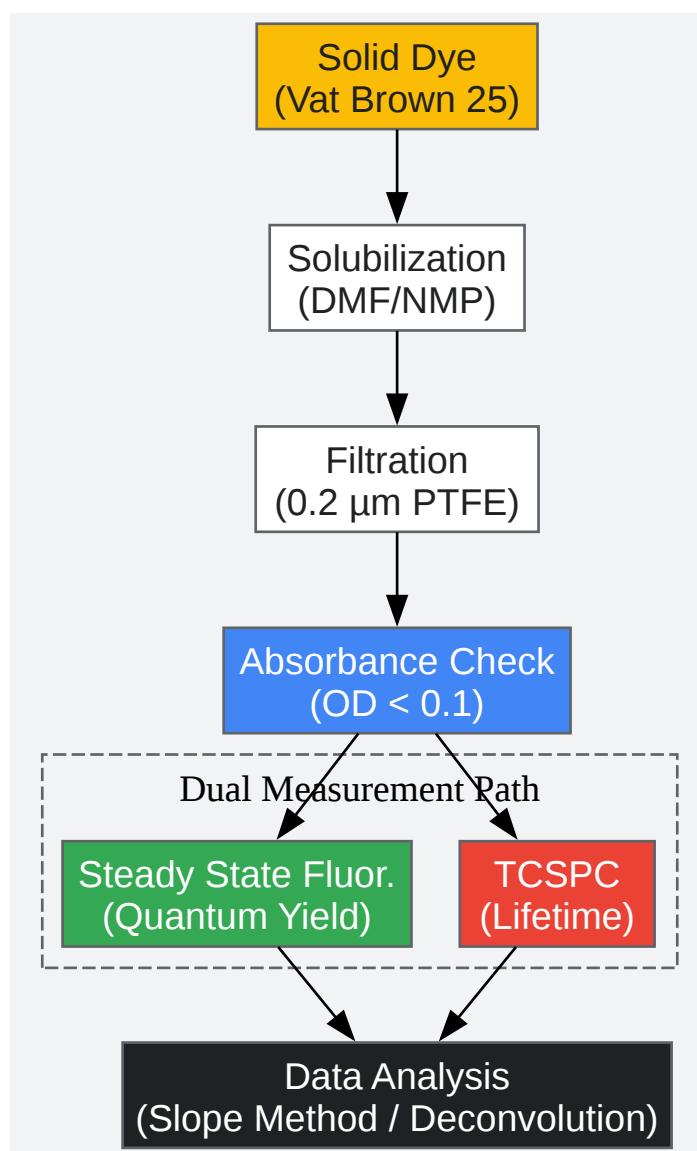 Solid Dye
(Vat Brown 25)
Solubilization
(DMF/NMP)
Filtration
(0.2 µm PTFE)
Absorbance Check
(OD < 0.1)
Dual Measurement Path
Steady State Fluor.
(Quantum Yield)
TCSPC
(Lifetime)
Data Analysis
(Slope Method / Deconvolution)